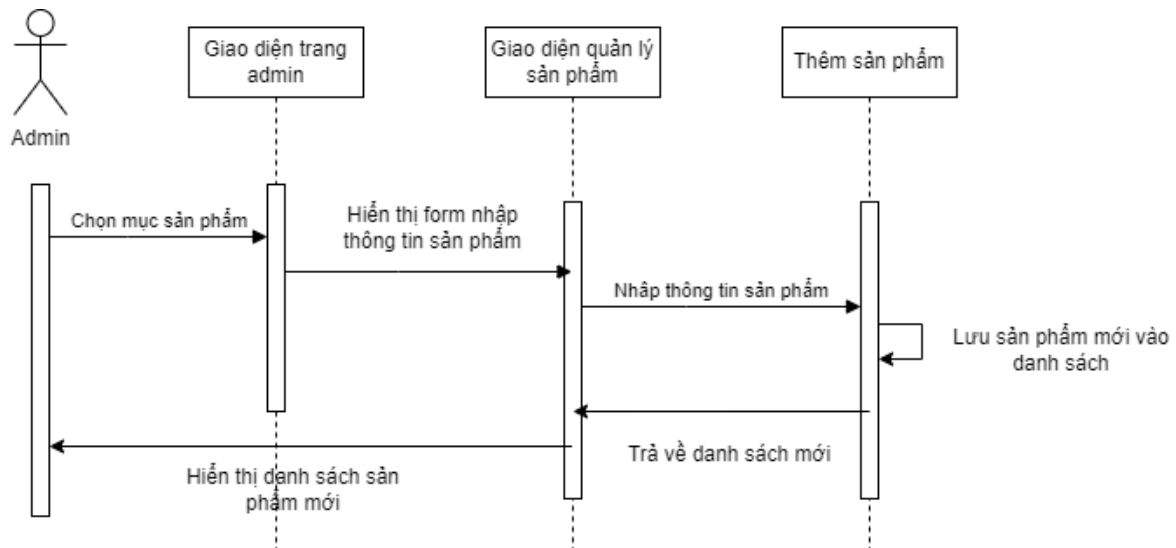 Giao diện trang
admin
Giao diện quản lý
sản phẩm
Thêm sản phẩm
Admin
Chọn mục sản phẩm
Hiển thị form nhập
thông tin sản phẩm
Nhâp thông tin sản phẩm
Lưu sản phẩm mới vào
danh sách
Trả về danh sách mới
Hiển thị danh sách sản
phẩm mới